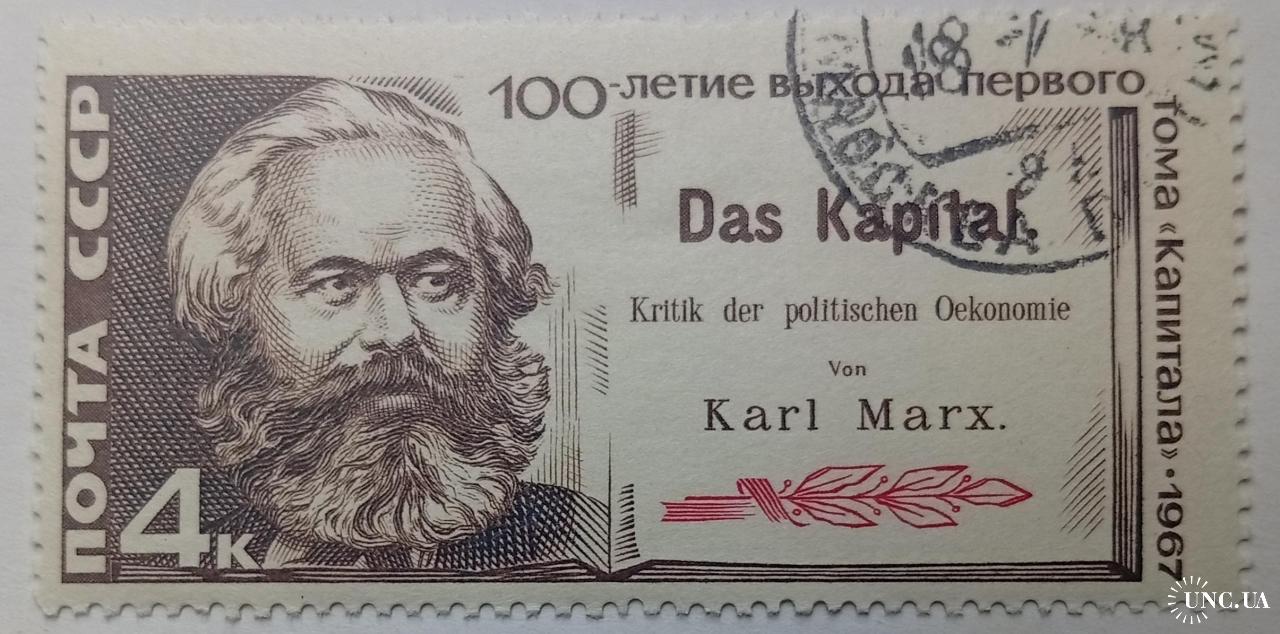 ПОЧТА СССР
4к
100-летие выхода первого
тома «Капитала» · 1967
Das Kapital.
Kritik der politischen Oekonomie
Von
Karl Marx.
UNC.UA